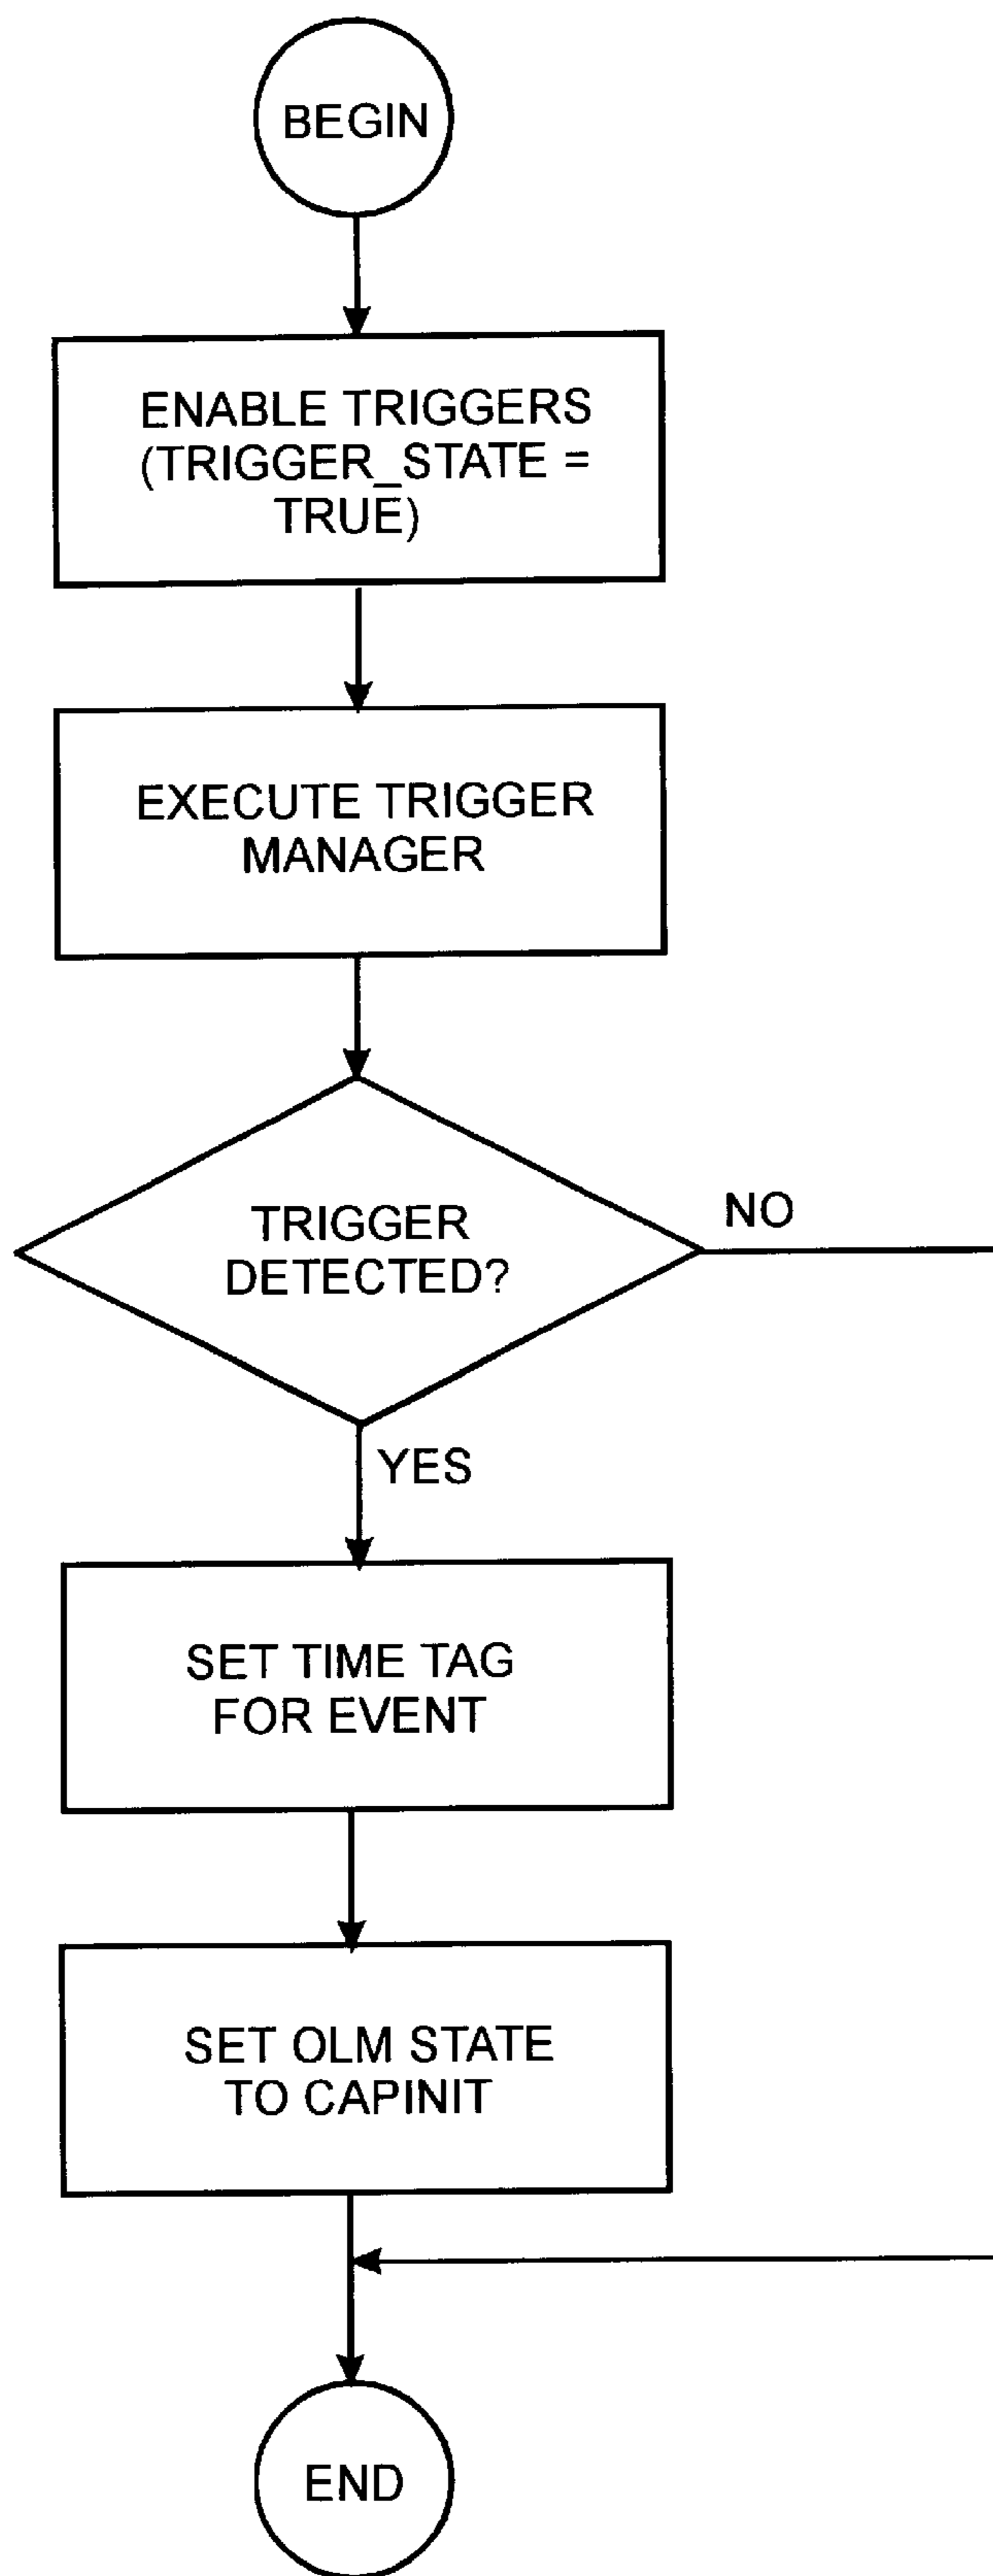 BEGIN
ENABLE TRIGGERS
(TRIGGER_STATE =
TRUE)
EXECUTE TRIGGER
MANAGER
TRIGGER
DETECTED?
NO
YES
SET TIME TAG
FOR EVENT
SET OLM STATE
TO CAPINIT
END